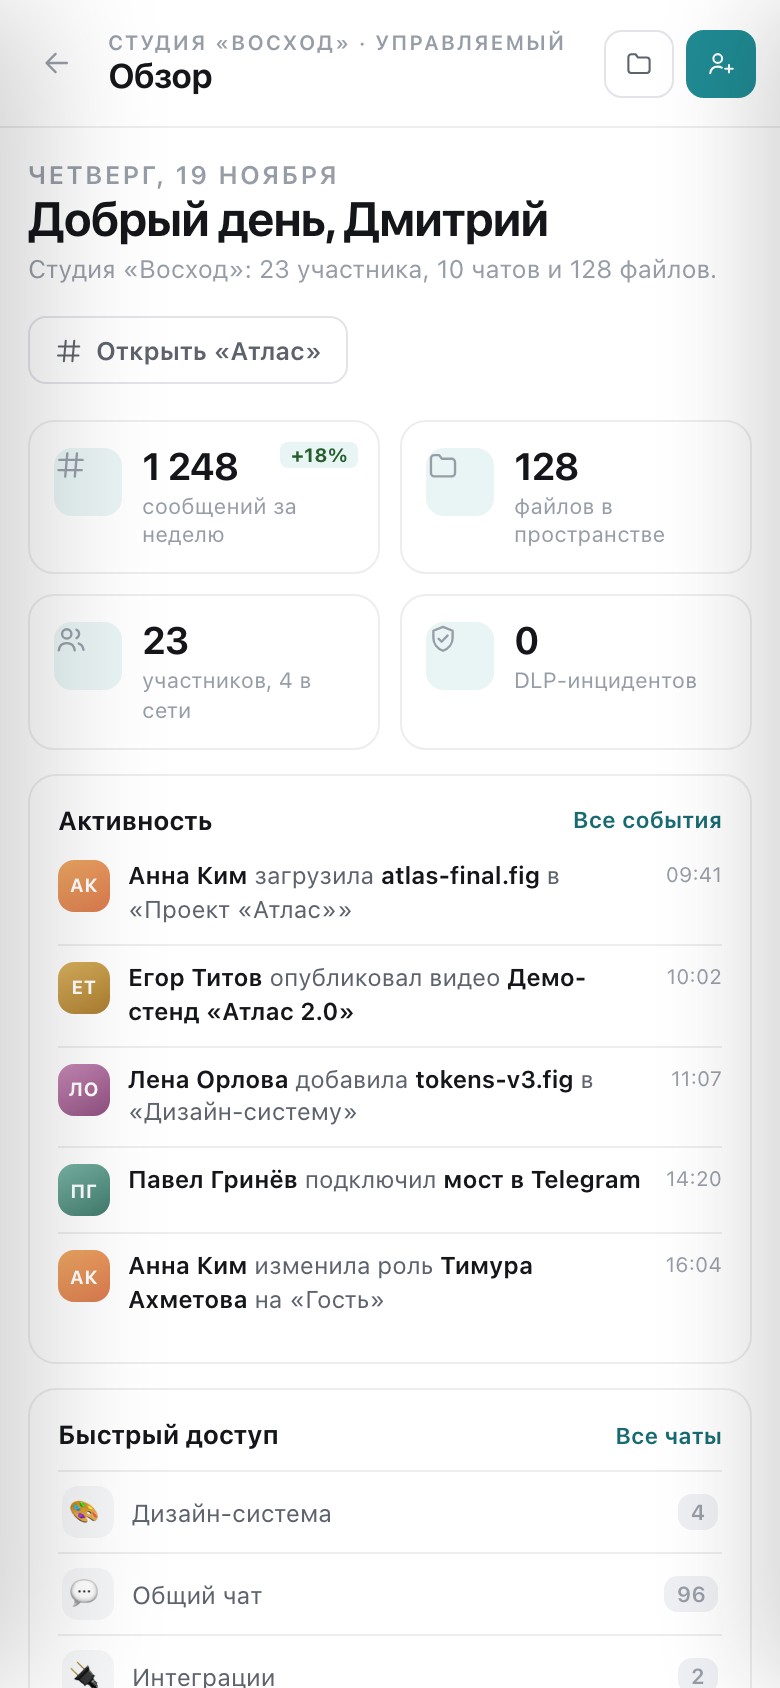 СТУДИЯ «ВОСХОД» · УПРАВЛЯЕМЫЙ
Обзор
ЧЕТВЕРГ, 19 НОЯБРЯ
Добрый день, Дмитрий
Студия «Восход»: 23 участника, 10 чатов и 128 файлов.
Открыть «Атлас»
1 248
+18%
сообщений за
неделю
128
файлов в
пространстве
23
участников, 4 в
сети
0
DLP-инцидентов
Активность
Все события
АК
Анна Ким загрузила atlas-final.fig в
09:41
«Проект «Атлас»»
ЕТ
Егор Титов опубликовал видео Демо-
10:02
стенд «Атлас 2.0»
ЛО
Лена Орлова добавила tokens-v3.fig в
11:07
«Дизайн-систему»
ПГ
Павел Гринёв подключил мост в Telegram
14:20
АК
Анна Ким изменила роль Тимура
16:04
Ахметова на «Гость»
Быстрый доступ
Все чаты
Дизайн-система
4
Общий чат
96
Интеграции
2